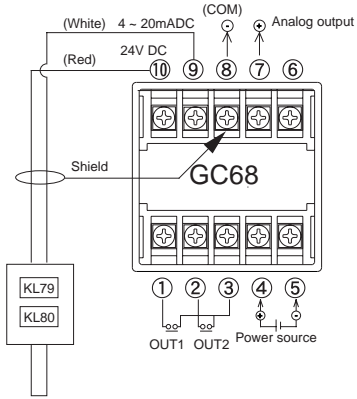 (COM)
(White) 4 ~ 20mADC
⊖ ⊕ Analog output
(Red) 24V DC
⑩ ⑨ ⑧ ⑦ ⑥
Shield
GC68
KL79
KL80
① ② ③ ④ ⑤
⊕ ⊖
OUT1 OUT2 Power source